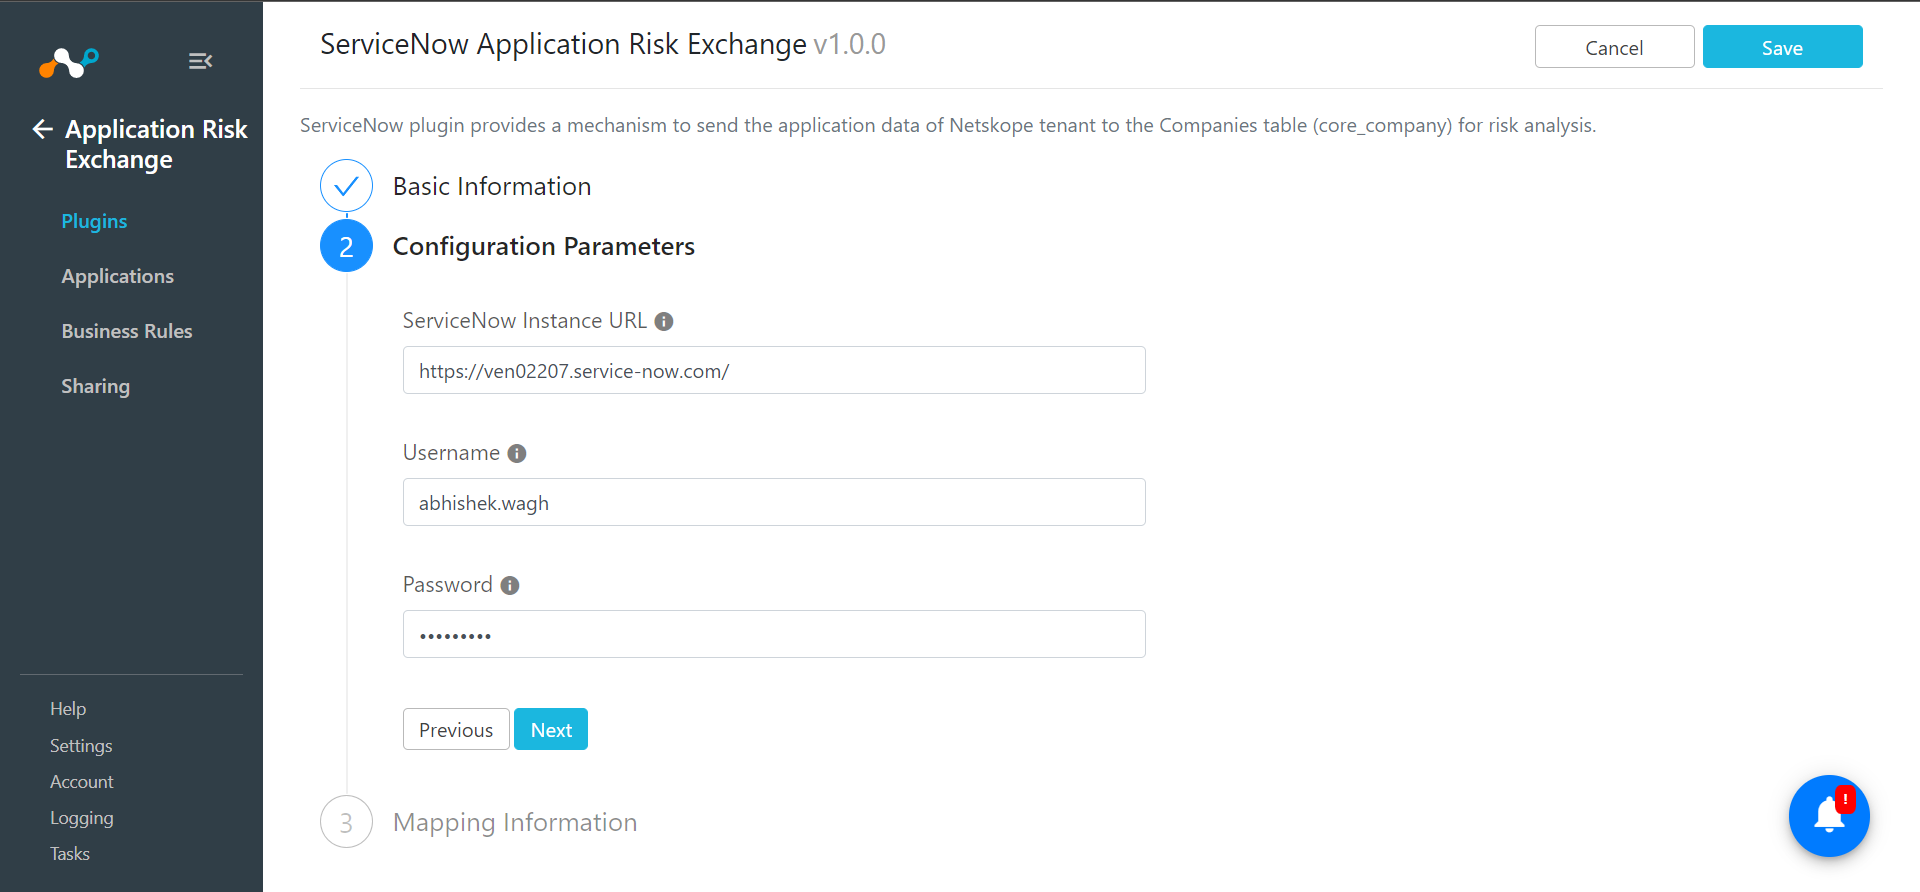 ServiceNow Application Risk Exchange v1.0.0
Cancel
Save
Application Risk
Exchange
Plugins
Applications
Business Rules
Sharing
Help
Settings
Account
Logging
Tasks
ServiceNow plugin provides a mechanism to send the application data of Netskope tenant to the Companies table (core_company) for risk analysis.
Basic Information
2
Configuration Parameters
ServiceNow Instance URL
https://ven02207.service-now.com/
Username
abhishek.wagh
Password
•••••••••
Previous
Next
3
Mapping Information
!